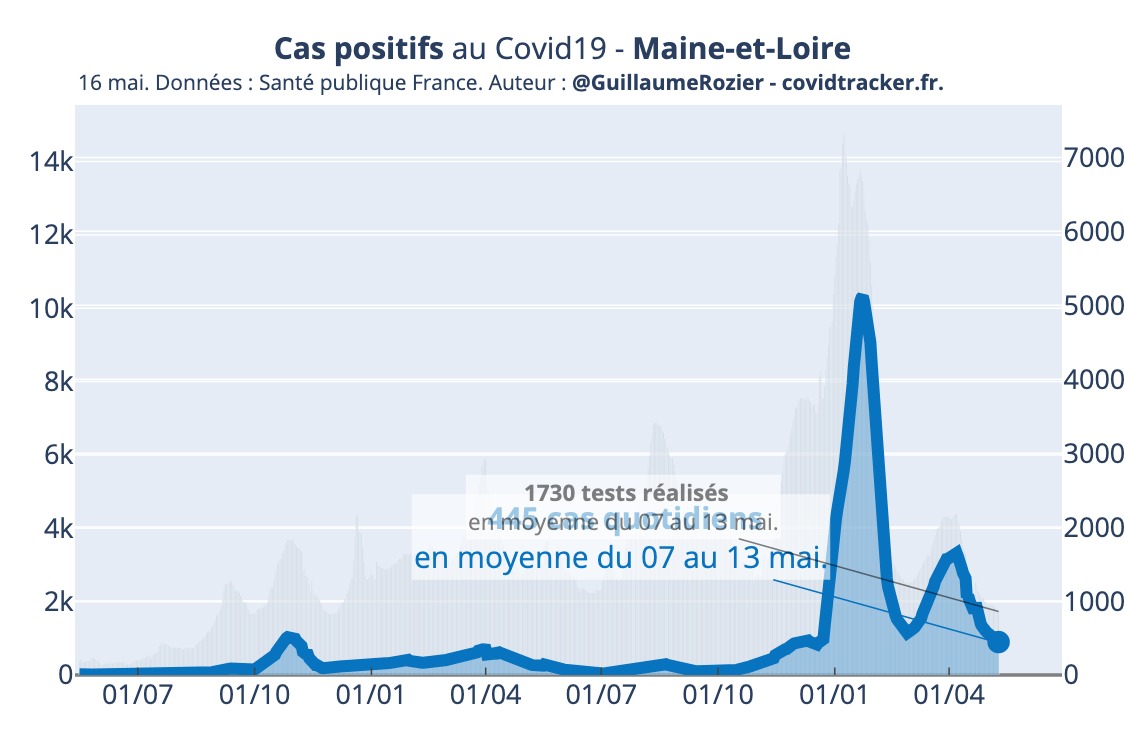 Cas positifs au Covid19 - Maine-et-Loire
16 mai. Données : Santé publique France. Auteur : @GuillaumeRozier - covidtracker.fr.
14k
12k
10k
8k
6k
4k
2k
0
7000
6000
5000
4000
3000
2000
1000
0
1730 tests réalisés
en moyenne du 07 au 13 mai.
445 cas quotidiens
en moyenne du 07 au 13 mai.
01/07
01/10
01/01
01/04
01/07
01/10
01/01
01/04